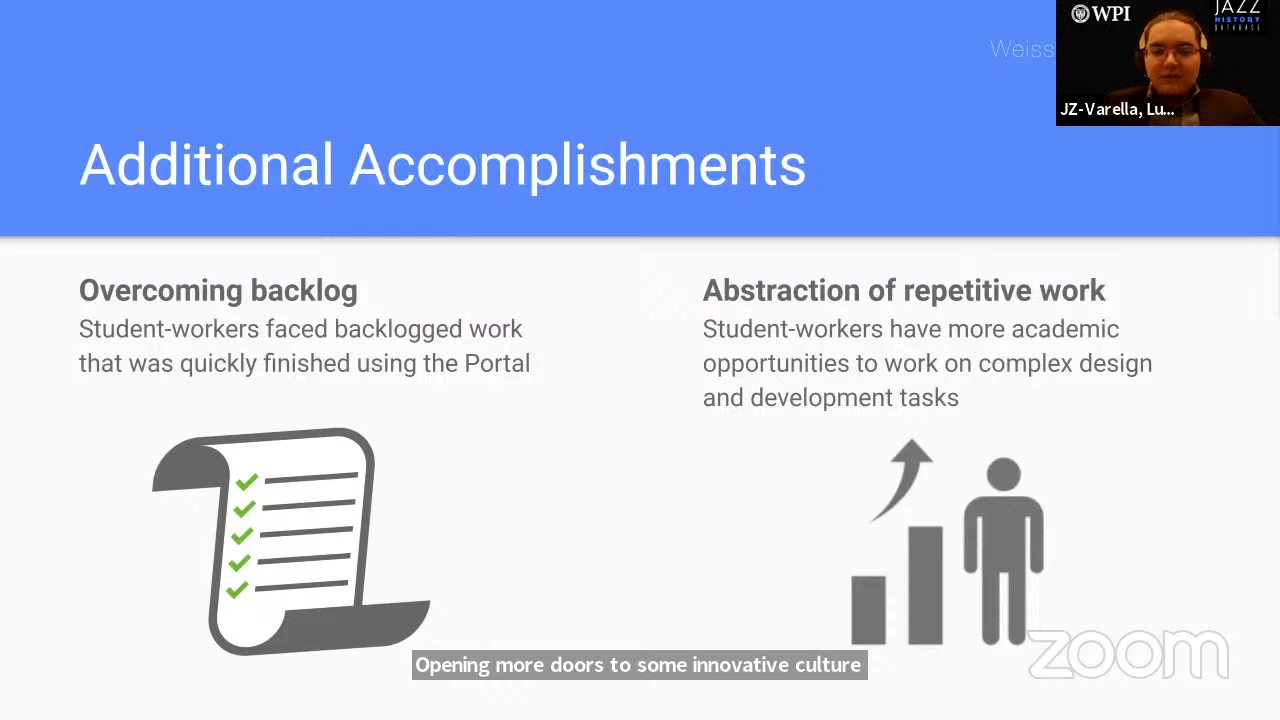 Weiss
WPI
JAZZ
HISTORY
DATABASE
JZ-Varella, Lu...
Additional Accomplishments
Overcoming backlog
Student-workers faced backlogged work
that was quickly finished using the Portal
Abstraction of repetitive work
Student-workers have more academic
opportunities to work on complex design
and development tasks
Opening more doors to some innovative culture
zoom